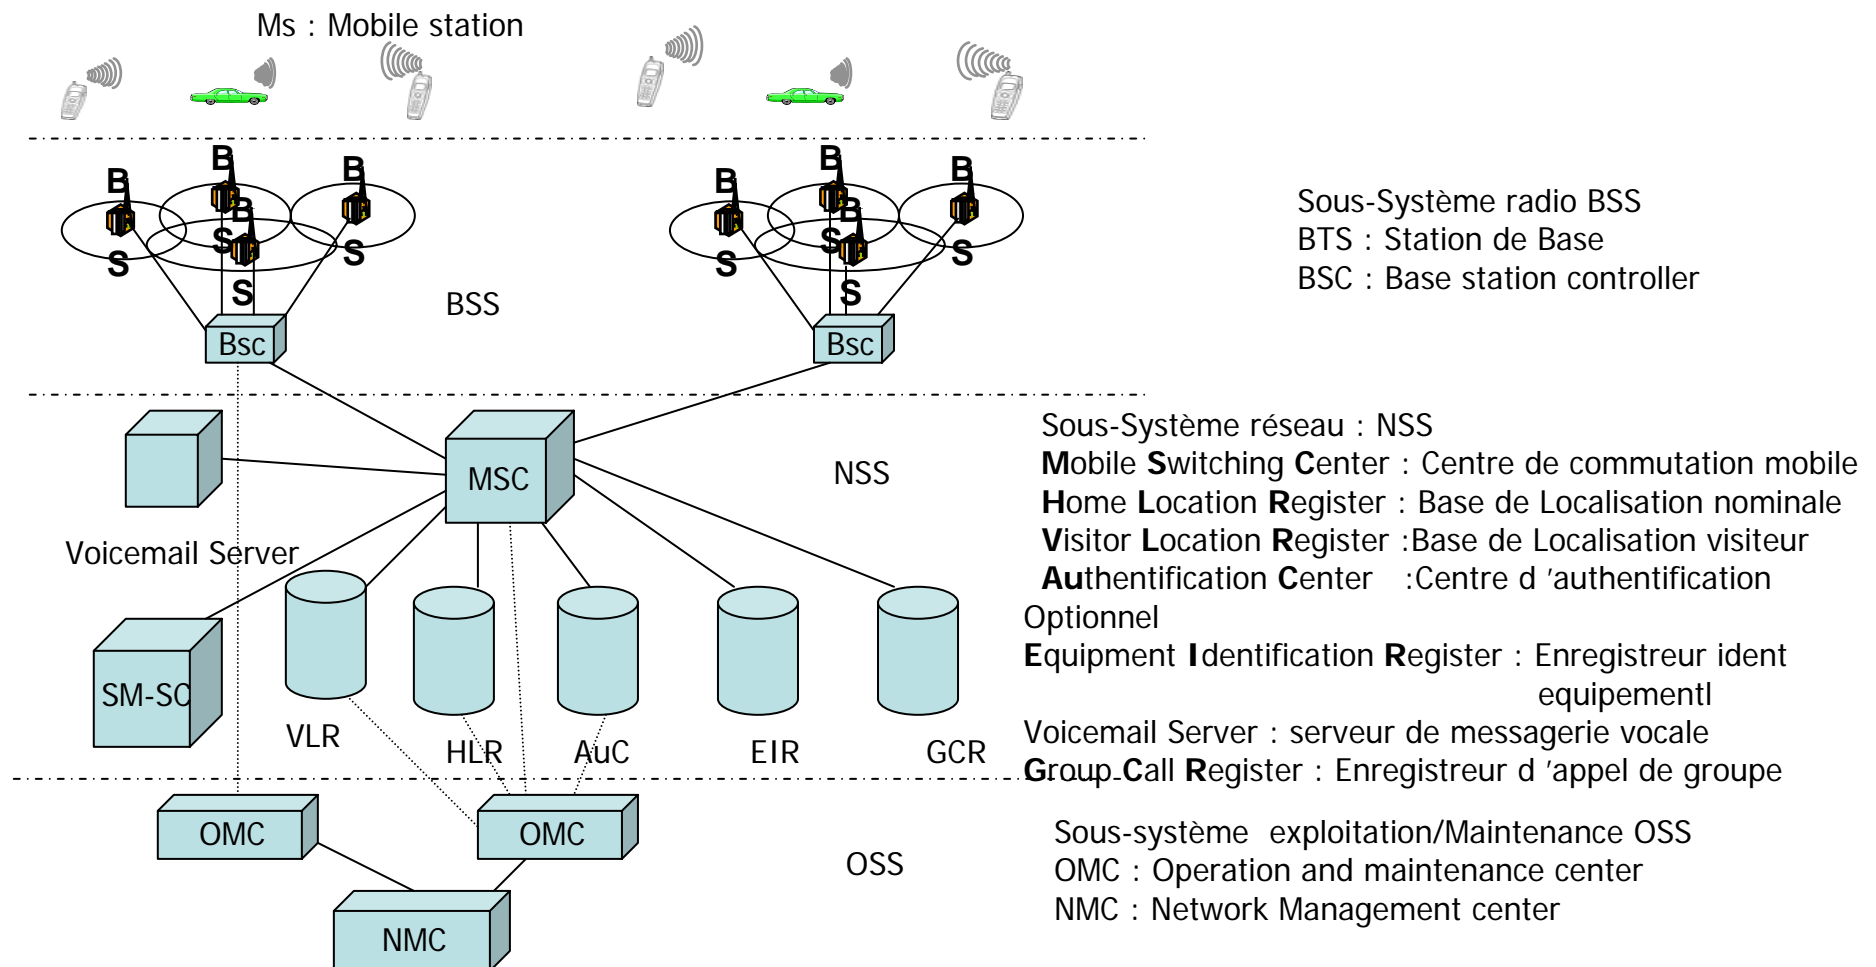 Ms : Mobile station
B
B
B
B
S
S
S
S
B
B
B
B
S
S
S
S
BSS
Bsc
Bsc
Sous-Système radio BSS
BTS : Station de Base
BSC : Base station controller
MSC
NSS
Voicemail Server
SM-SC
VLR
HLR
AuC
EIR
GCR
Sous-Système réseau : NSS
Mobile Switching Center : Centre de commutation mobile
Home Location Register : Base de Localisation nominale
Visitor Location Register :Base de Localisation visiteur
Authentification Center :Centre d ’authentification
Optionnel
Equipment Identification Register : Enregistreur ident
equipementl
Voicemail Server : serveur de messagerie vocale
Group Call Register : Enregistreur d ’appel de groupe
OMC
OMC
NMC
OSS
Sous-système exploitation/Maintenance OSS
OMC : Operation and maintenance center
NMC : Network Management center